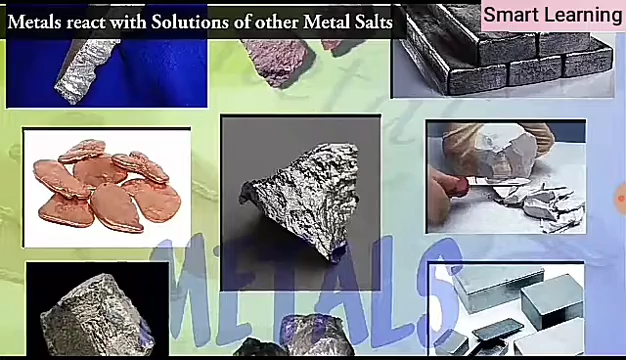 Metals react with Solutions of other Metal Salts
Smart Learning
METALS